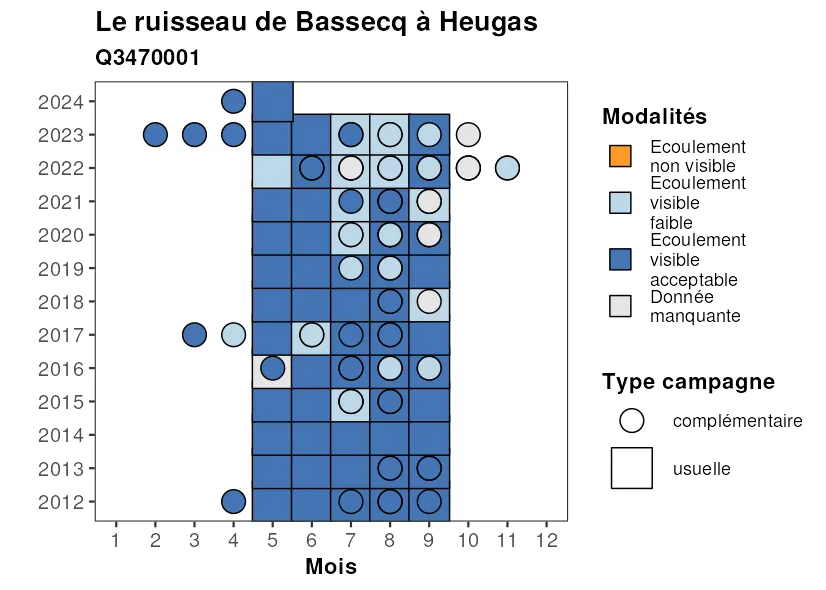 Le ruisseau de Bassecq à Heugas
Q3470001
2024
2023
2022
2021
2020
2019
2018
2017
2016
2015
2014
2013
2012
1 2 3 4 5 6 7 8 9 10 11 12
Mois
Modalités
Ecoulement
non visible
Ecoulement
visible
faible
Ecoulement
visible
acceptable
Donnée
manquante
Type campagne
complémentaire
usuelle